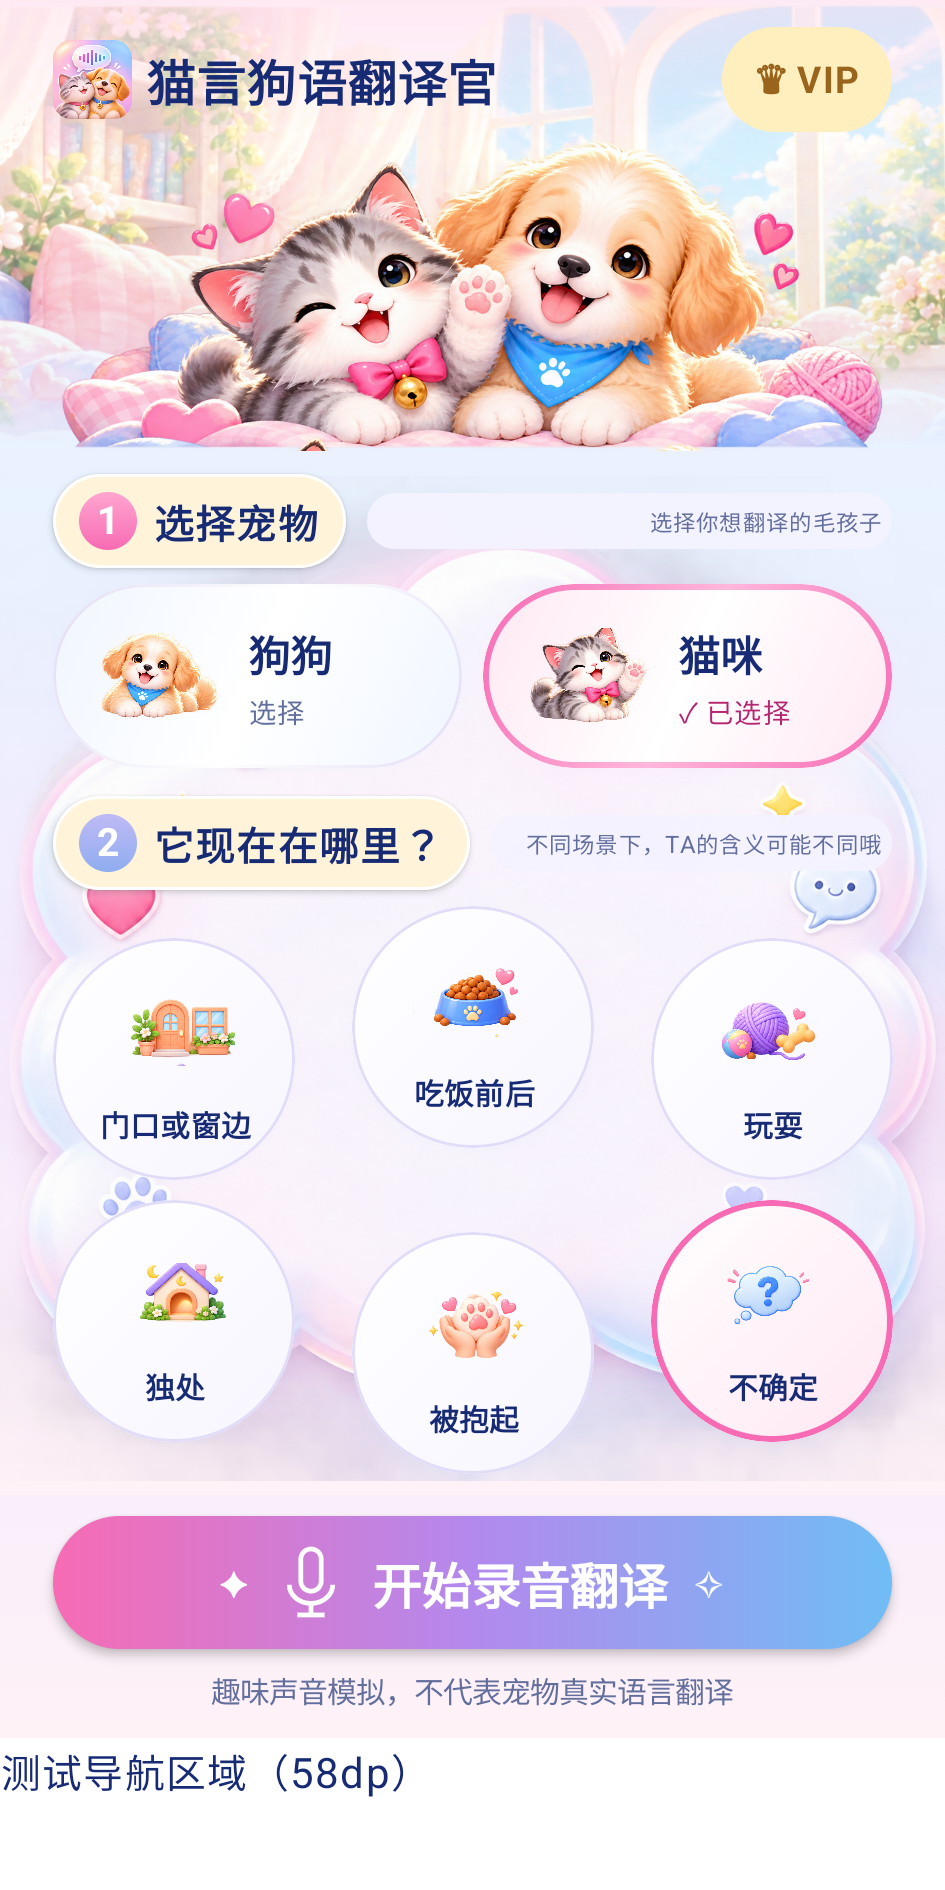 猫言狗语翻译官
VIP
1 选择宠物
选择你想翻译的毛孩子
狗狗
选择
猫咪
✓ 已选择
2 它现在在哪里？
不同场景下，TA的含义可能不同哦
门口或窗边
吃饭前后
玩耍
独处
被抱起
?
不确定
开始录音翻译
趣味声音模拟，不代表宠物真实语言翻译
测试导航区域（58dp）